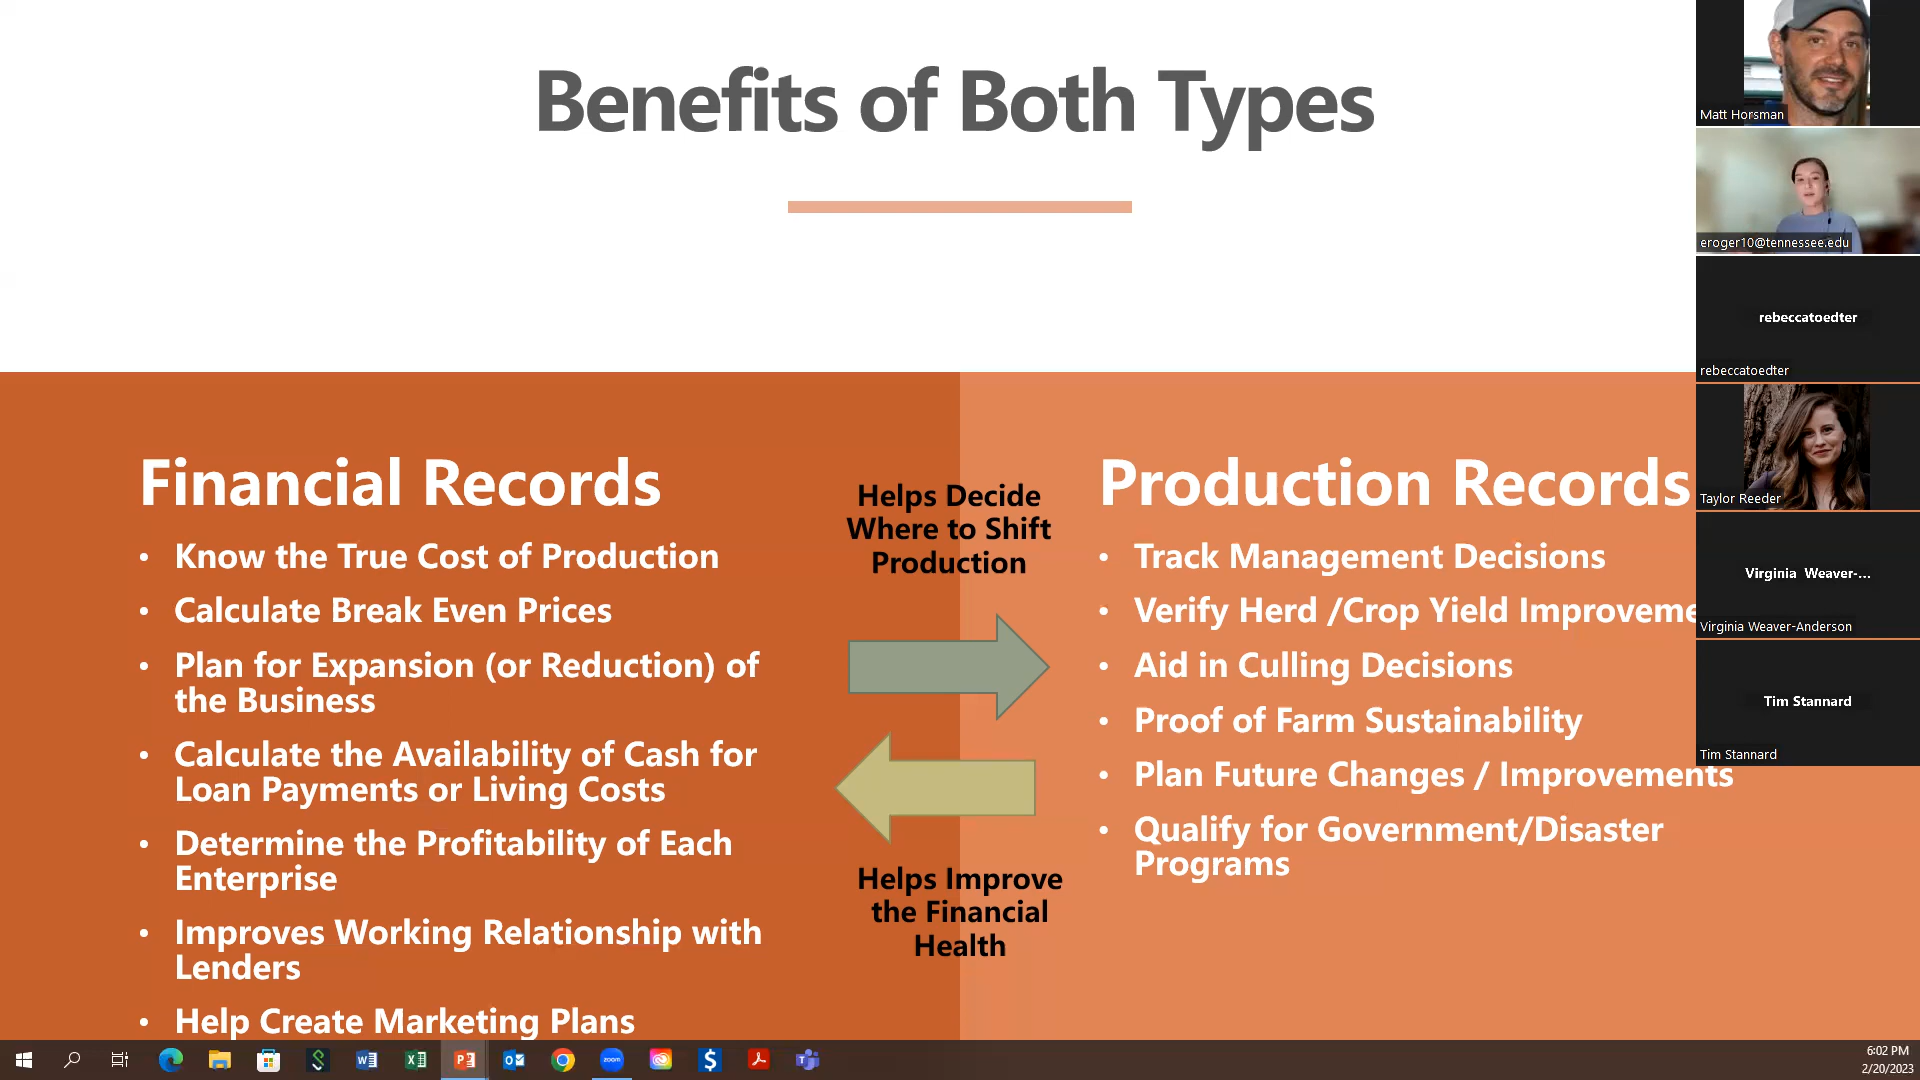 Benefits of Both Types
Financial Records
• Know the True Cost of Production
• Calculate Break Even Prices
• Plan for Expansion (or Reduction) of
the Business
• Calculate the Availability of Cash for
Loan Payments or Living Costs
• Determine the Profitability of Each
Enterprise
• Improves Working Relationship with
Lenders
• Help Create Marketing Plans
Helps Decide
Where to Shift
Production
Helps Improve
the Financial
Health
Production Records
• Track Management Decisions
• Verify Herd /Crop Yield Improveme
• Aid in Culling Decisions
• Proof of Farm Sustainability
• Plan Future Changes / Improvements
• Qualify for Government/Disaster
Programs
Matt Horsman
eroger10@tennessee.edu
rebeccatoedter
rebeccatoedter
Taylor Reeder
Virginia Weaver-...
Virginia Weaver-Anderson
Tim Stannard
Tim Stannard
zoom
6:02 PM
2/20/2023